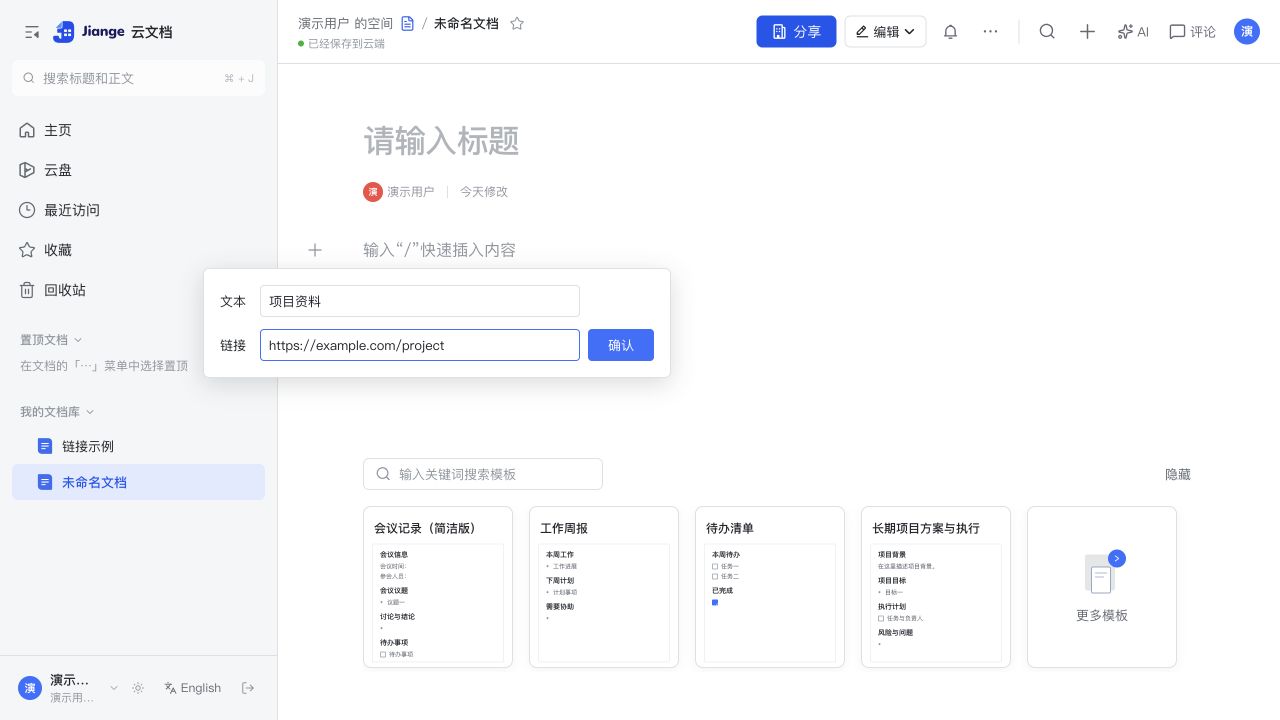 Jiange 云文档
搜索标题和正文 ⌘ + J
主页
云盘
最近访问
收藏
回收站
置顶文档
在文档的「…」菜单中选择置顶
我的文档库
链接示例
未命名文档
演
演示...
演示用...
English
演示用户 的空间 / 未命名文档
已经保存到云端
分享
编辑
AI
评论
演
请输入标题
演 演示用户 今天修改
输入“/”快速插入内容
文本 项目资料
链接 https://example.com/project 确认
输入关键词搜索模板
隐藏
会议记录（简洁版）
会议信息
会议时间:
参会人员:
会议议题
• 议题一
讨论与结论
•
待办事项
待办事项
工作周报
本周工作
• 工作进展
下周计划
• 计划事项
需要协助
•
待办清单
本周待办
任务一
任务二
已完成
长期项目方案与执行
项目背景
在这里描述项目背景。
项目目标
• 目标一
执行计划
任务与负责人
风险与问题
•
更多模板